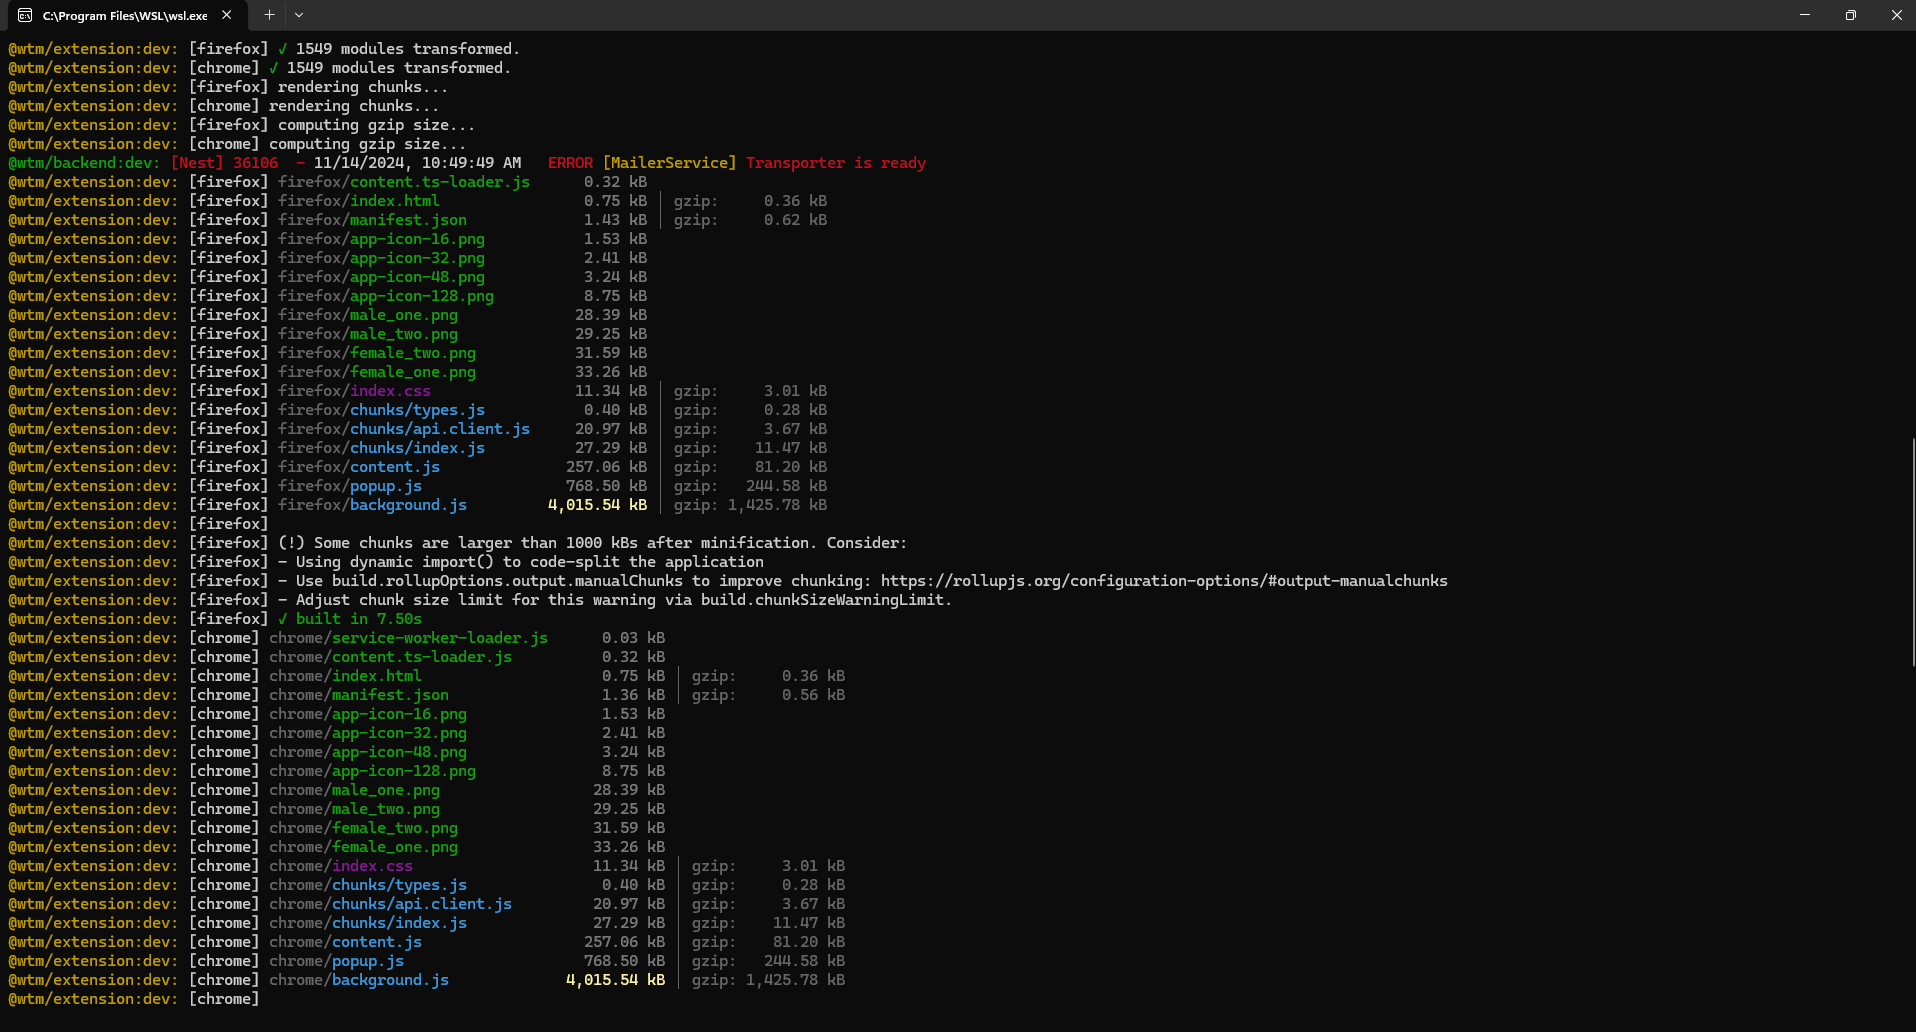 C:\Program Files\WSL\wsl.exe
@wtm/extension:dev: [firefox] ✓ 1549 modules transformed.
@wtm/extension:dev: [chrome] ✓ 1549 modules transformed.
@wtm/extension:dev: [firefox] rendering chunks...
@wtm/extension:dev: [chrome] rendering chunks...
@wtm/extension:dev: [firefox] computing gzip size...
@wtm/extension:dev: [chrome] computing gzip size...
@wtm/backend:dev: [Nest] 36106  - 11/14/2024, 10:49:49 AM   ERROR [MailerService] Transporter is ready
@wtm/extension:dev: [firefox] firefox/content.ts-loader.js      0.32 kB
@wtm/extension:dev: [firefox] firefox/index.html                0.75 kB │ gzip:     0.36 kB
@wtm/extension:dev: [firefox] firefox/manifest.json             1.43 kB │ gzip:     0.62 kB
@wtm/extension:dev: [firefox] firefox/app-icon-16.png           1.53 kB
@wtm/extension:dev: [firefox] firefox/app-icon-32.png           2.41 kB
@wtm/extension:dev: [firefox] firefox/app-icon-48.png           3.24 kB
@wtm/extension:dev: [firefox] firefox/app-icon-128.png          8.75 kB
@wtm/extension:dev: [firefox] firefox/male_one.png             28.39 kB
@wtm/extension:dev: [firefox] firefox/male_two.png             29.25 kB
@wtm/extension:dev: [firefox] firefox/female_two.png           31.59 kB
@wtm/extension:dev: [firefox] firefox/female_one.png           33.26 kB
@wtm/extension:dev: [firefox] firefox/index.css                11.34 kB │ gzip:     3.01 kB
@wtm/extension:dev: [firefox] firefox/chunks/types.js           0.40 kB │ gzip:     0.28 kB
@wtm/extension:dev: [firefox] firefox/chunks/api.client.js     20.97 kB │ gzip:     3.67 kB
@wtm/extension:dev: [firefox] firefox/chunks/index.js          27.29 kB │ gzip:    11.47 kB
@wtm/extension:dev: [firefox] firefox/content.js              257.06 kB │ gzip:    81.20 kB
@wtm/extension:dev: [firefox] firefox/popup.js                768.50 kB │ gzip:   244.58 kB
@wtm/extension:dev: [firefox] firefox/background.js         4,015.54 kB │ gzip: 1,425.78 kB
@wtm/extension:dev: [firefox]
@wtm/extension:dev: [firefox] (!) Some chunks are larger than 1000 kBs after minification. Consider:
@wtm/extension:dev: [firefox] - Using dynamic import() to code-split the application
@wtm/extension:dev: [firefox] - Use build.rollupOptions.output.manualChunks to improve chunking: https://rollupjs.org/configuration-options/#output-manualchunks
@wtm/extension:dev: [firefox] - Adjust chunk size limit for this warning via build.chunkSizeWarningLimit.
@wtm/extension:dev: [firefox] ✓ built in 7.50s
@wtm/extension:dev: [chrome] chrome/service-worker-loader.js      0.03 kB
@wtm/extension:dev: [chrome] chrome/content.ts-loader.js          0.32 kB
@wtm/extension:dev: [chrome] chrome/index.html                    0.75 kB │ gzip:     0.36 kB
@wtm/extension:dev: [chrome] chrome/manifest.json                 1.36 kB │ gzip:     0.56 kB
@wtm/extension:dev: [chrome] chrome/app-icon-16.png               1.53 kB
@wtm/extension:dev: [chrome] chrome/app-icon-32.png               2.41 kB
@wtm/extension:dev: [chrome] chrome/app-icon-48.png               3.24 kB
@wtm/extension:dev: [chrome] chrome/app-icon-128.png              8.75 kB
@wtm/extension:dev: [chrome] chrome/male_one.png                 28.39 kB
@wtm/extension:dev: [chrome] chrome/male_two.png                 29.25 kB
@wtm/extension:dev: [chrome] chrome/female_two.png               31.59 kB
@wtm/extension:dev: [chrome] chrome/female_one.png               33.26 kB
@wtm/extension:dev: [chrome] chrome/index.css                    11.34 kB │ gzip:     3.01 kB
@wtm/extension:dev: [chrome] chrome/chunks/types.js               0.40 kB │ gzip:     0.28 kB
@wtm/extension:dev: [chrome] chrome/chunks/api.client.js         20.97 kB │ gzip:     3.67 kB
@wtm/extension:dev: [chrome] chrome/chunks/index.js              27.29 kB │ gzip:    11.47 kB
@wtm/extension:dev: [chrome] chrome/content.js                  257.06 kB │ gzip:    81.20 kB
@wtm/extension:dev: [chrome] chrome/popup.js                    768.50 kB │ gzip:   244.58 kB
@wtm/extension:dev: [chrome] chrome/background.js             4,015.54 kB │ gzip: 1,425.78 kB
@wtm/extension:dev: [chrome]